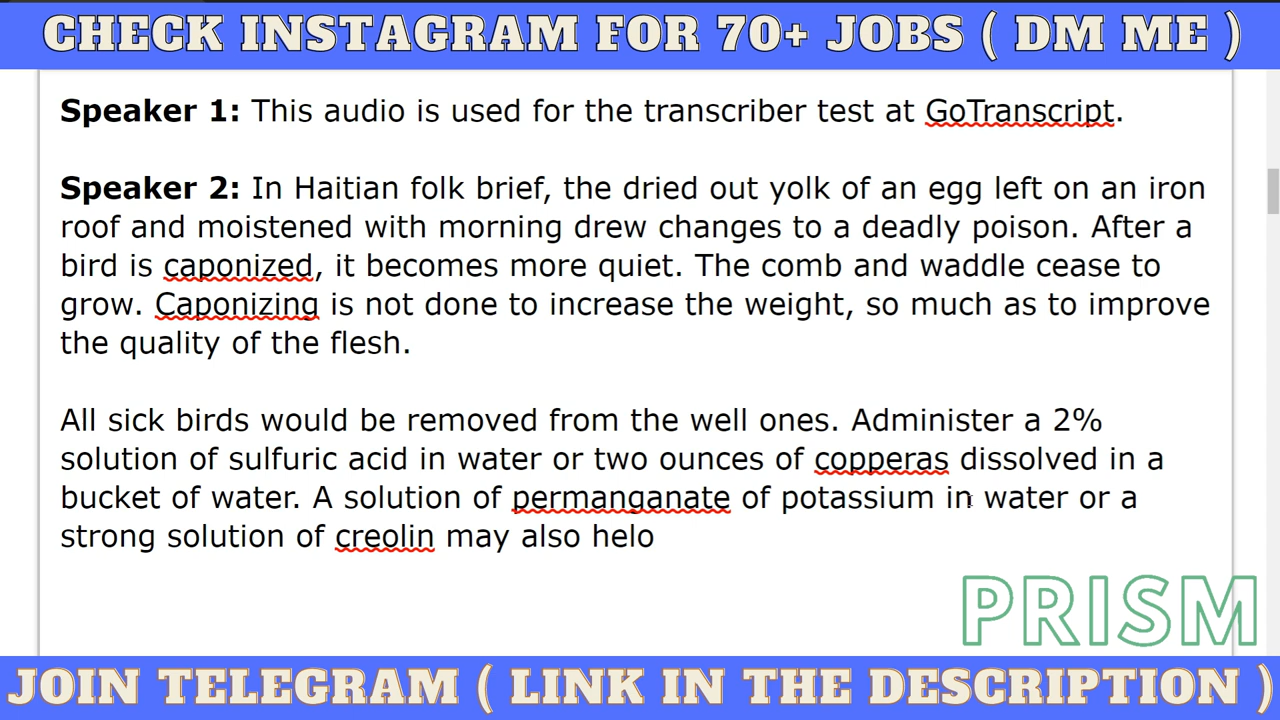 CHECK INSTAGRAM FOR 70+ JOBS ( DM ME )
Speaker 1: This audio is used for the transcriber test at GoTranscript.
Speaker 2: In Haitian folk brief, the dried out yolk of an egg left on an iron
roof and moistened with morning drew changes to a deadly poison. After a
bird is caponized, it becomes more quiet. The comb and waddle cease to
grow. Caponizing is not done to increase the weight, so much as to improve
the quality of the flesh.
All sick birds would be removed from the well ones. Administer a 2%
solution of sulfuric acid in water or two ounces of copperas dissolved in a
bucket of water. A solution of permanganate of potassium in water or a
strong solution of creolin may also helo
PRISM
JOIN TELEGRAM ( LINK IN THE DESCRIPTION )